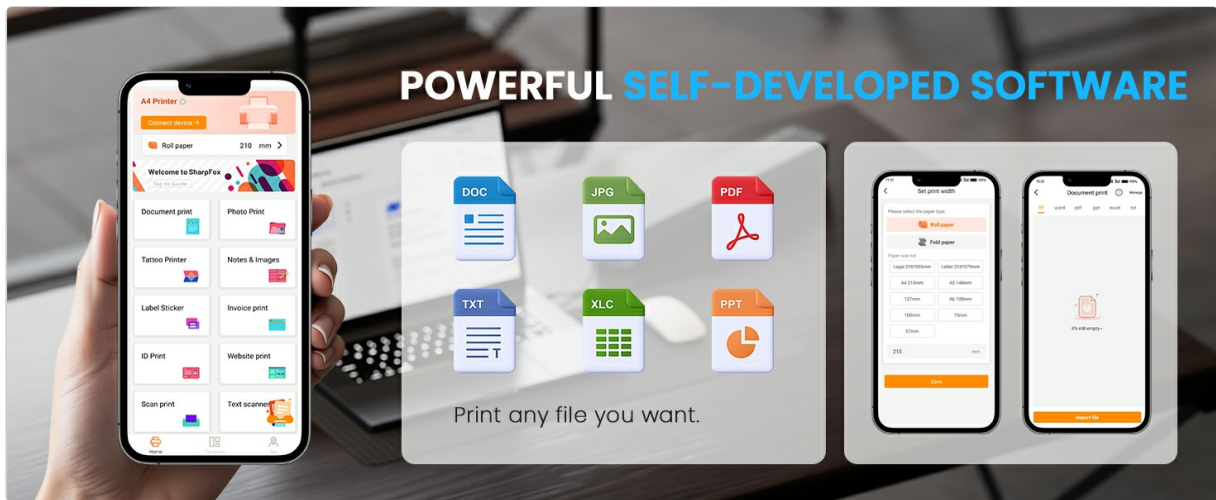 POWERFUL SELF-DEVELOPED SOFTWARE
A4 Printer
Connect device →
Roll paper 210 mm >
Welcome to SharpFox
Tap to Guide
Document print
Photo Print
Tattoo Printer
Notes & Images
Label Sticker
Invoice print
ID Print
Website print
Scan print
Text scanner
Home
Template
Me
DOC
JPG
PDF
TXT
T
XLC
PPT
Print any file you want.
Set print width
Please select the paper type
Roll paper
Fold paper
Paper size list
Legal 216*355mm
Letter 216*279mm
A4 210mm
A5 148mm
127mm
A6 105mm
100mm
75mm
57mm
210 mm
Save
Document print
Manage
All word pdf ppt excel txt
It's still empty~
Import file